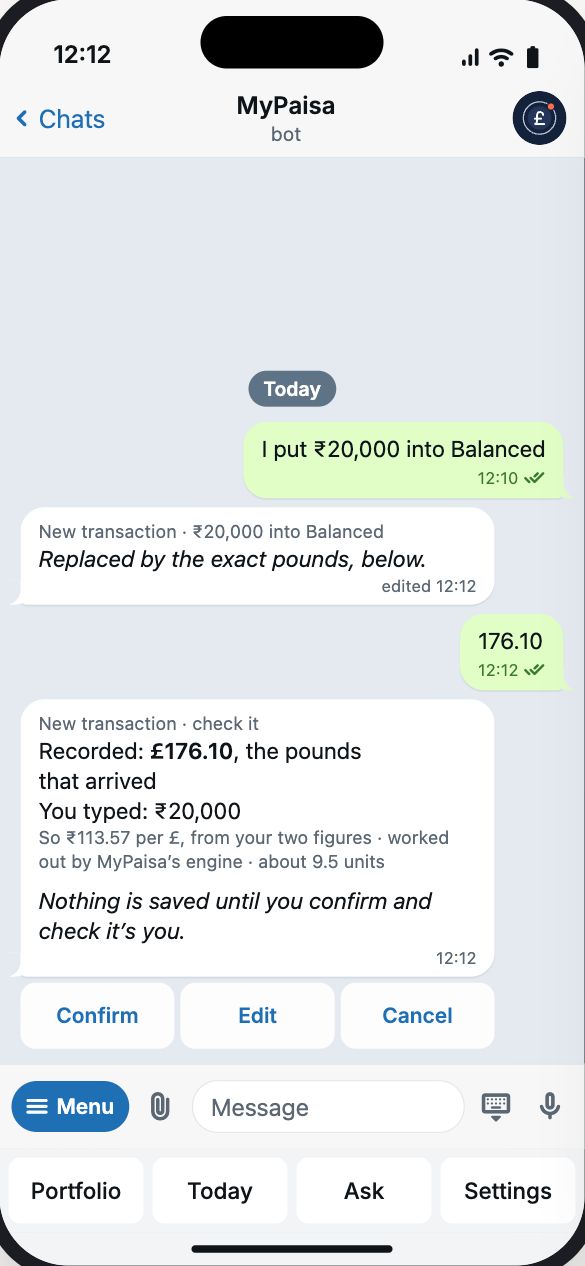 12:12
Chats
MyPaisa
bot
£
Today
I put ₹20,000 into Balanced
12:10
New transaction · ₹20,000 into Balanced
Replaced by the exact pounds, below.
edited 12:12
176.10
12:12
New transaction · check it
Recorded: £176.10, the pounds
that arrived
You typed: ₹20,000
So ₹113.57 per £, from your two figures · worked
out by MyPaisa’s engine · about 9.5 units
Nothing is saved until you confirm and
check it’s you.
12:12
Confirm Edit Cancel
Menu Message
Portfolio Today Ask Settings